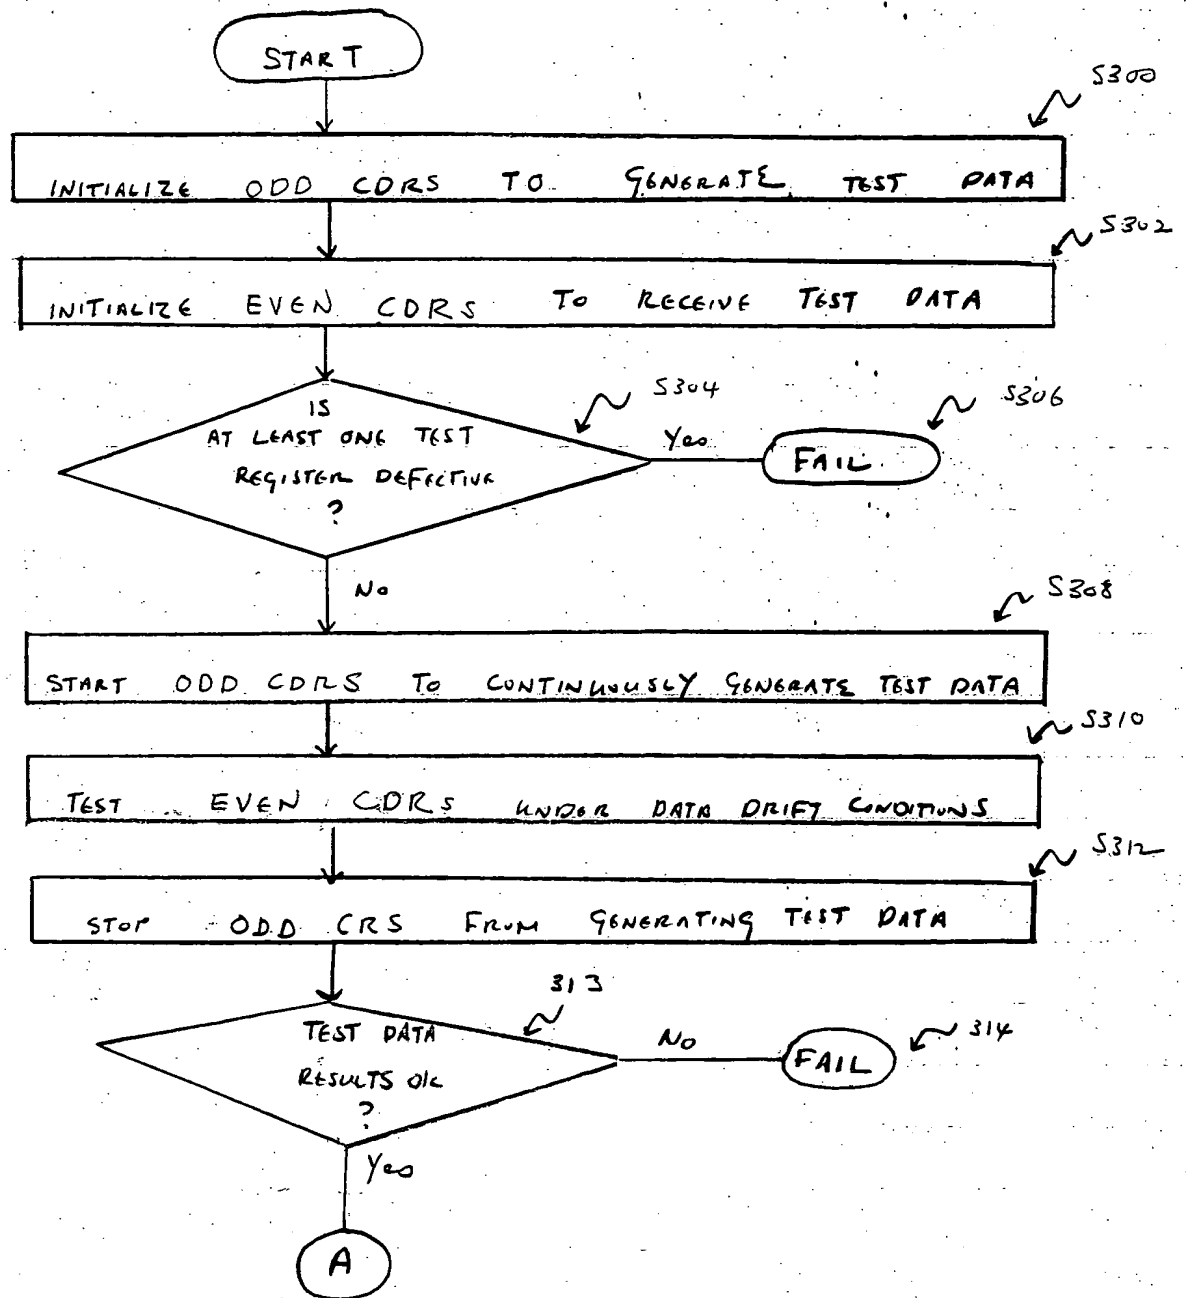 START
S300
INITIALIZE ODD CDRS TO GENERATE TEST DATA
S302
INITIALIZE EVEN CDRS TO RECEIVE TEST DATA
S304
S306
IS
AT LEAST ONE TEST
REGISTER DEFECTIVE
?
Yes
FAIL
No
S308
START ODD CDRS TO CONTINUOUSLY GENERATE TEST DATA
S310
TEST EVEN CDRS UNDER DATA DRIFT CONDITIONS
S312
STOP ODD CRS FROM GENERATING TEST DATA
313
TEST DATA
RESULTS OK
?
No
FAIL
314
Yes
A